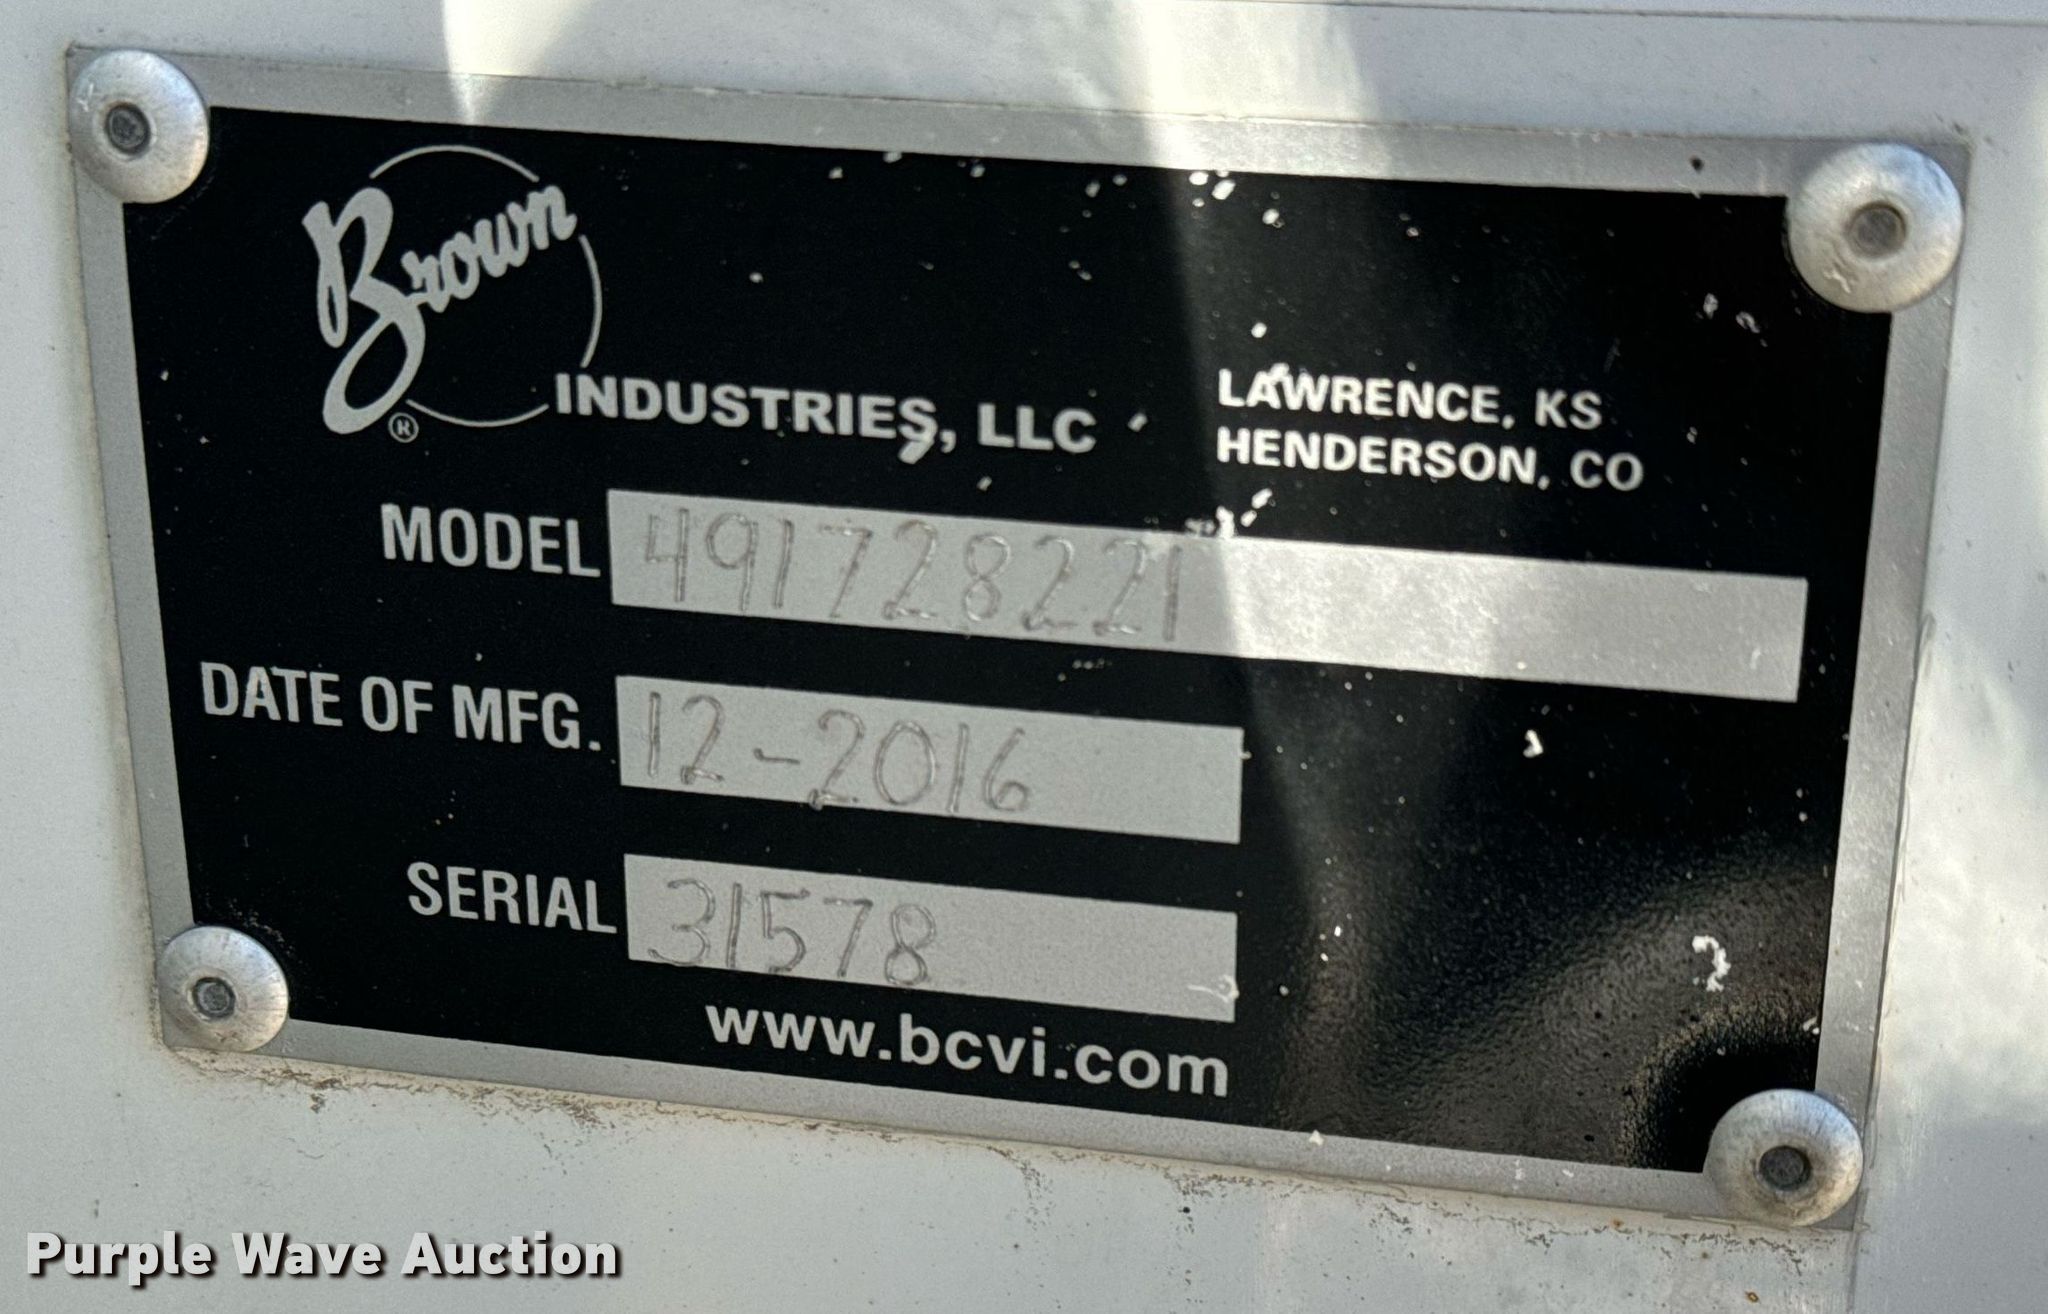 Brown
®
INDUSTRIES, LLC
LAWRENCE, KS
HENDERSON, CO
MODEL 491728221
DATE OF MFG. 12-2016
SERIAL 31578
www.bcvi.com
Purple Wave Auction